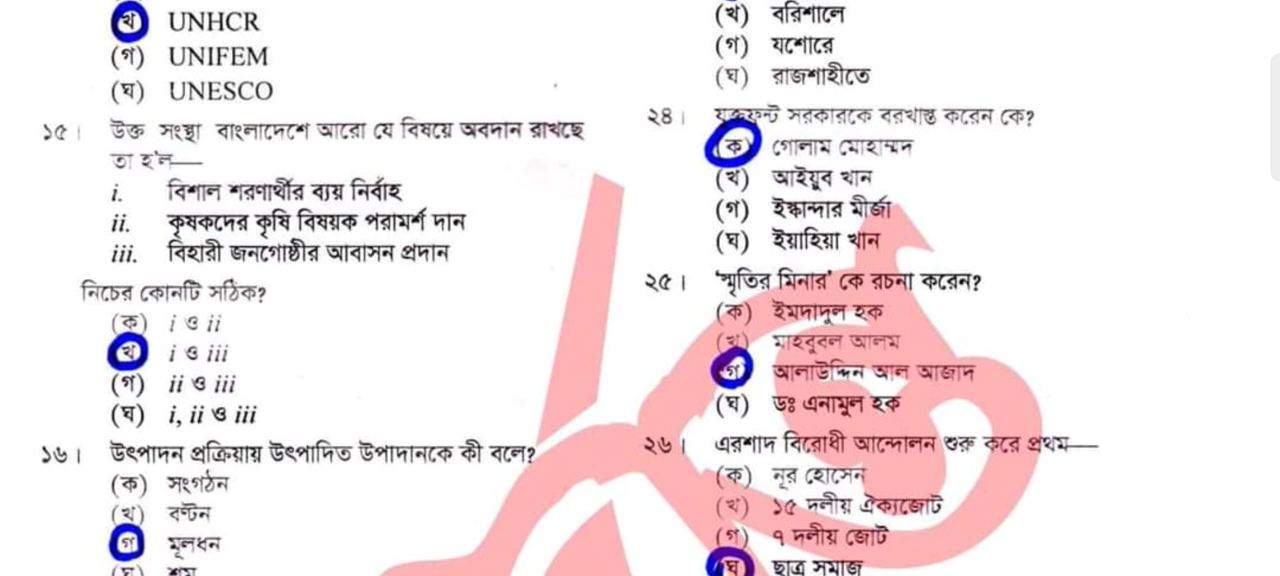 (খ) UNHCR
(গ) UNIFEM
(ঘ) UNESCO
১৫। উক্ত সংস্থা বাংলাদেশে আরো যে বিষয়ে অবদান রাখছে
তা হ'ল—
i. বিশাল শরণার্থীর ব্যয় নির্বাহ
ii. কৃষকদের কৃষি বিষয়ক পরামর্শ দান
iii. বিহারী জনগোষ্ঠীর আবাসন প্রদান
নিচের কোনটি সঠিক?
(ক) i ও ii
(খ) i ও iii
(গ) ii ও iii
(ঘ) i, ii ও iii
১৬। উৎপাদন প্রক্রিয়ায় উৎপাদিত উপাদানকে কী বলে?
(ক) সংগঠন
(খ) বণ্টন
(গ) মূলধন
(ঘ) শ্রম
(খ) বরিশালে
(গ) যশোরে
(ঘ) রাজশাহীতে
২৪। যুক্তফ্রন্ট সরকারকে বরখাস্ত করেন কে?
(ক) গোলাম মোহাম্মদ
(খ) আইয়ুব খান
(গ) ইস্কান্দার মীর্জা
(ঘ) ইয়াহিয়া খান
২৫। 'স্মৃতির মিনার' কে রচনা করেন?
(ক) ইমদাদুল হক
(খ) মাহবুবল আলম
(গ) আলাউদ্দিন আল আজাদ
(ঘ) ডঃ এনামুল হক
২৬। এরশাদ বিরোধী আন্দোলন শুরু করে প্রথম—
(ক) নূর হোসেন
(খ) ১৫ দলীয় ঐক্যজোট
(গ) ৭ দলীয় জোট
(ঘ) ছাত্র সমাজ